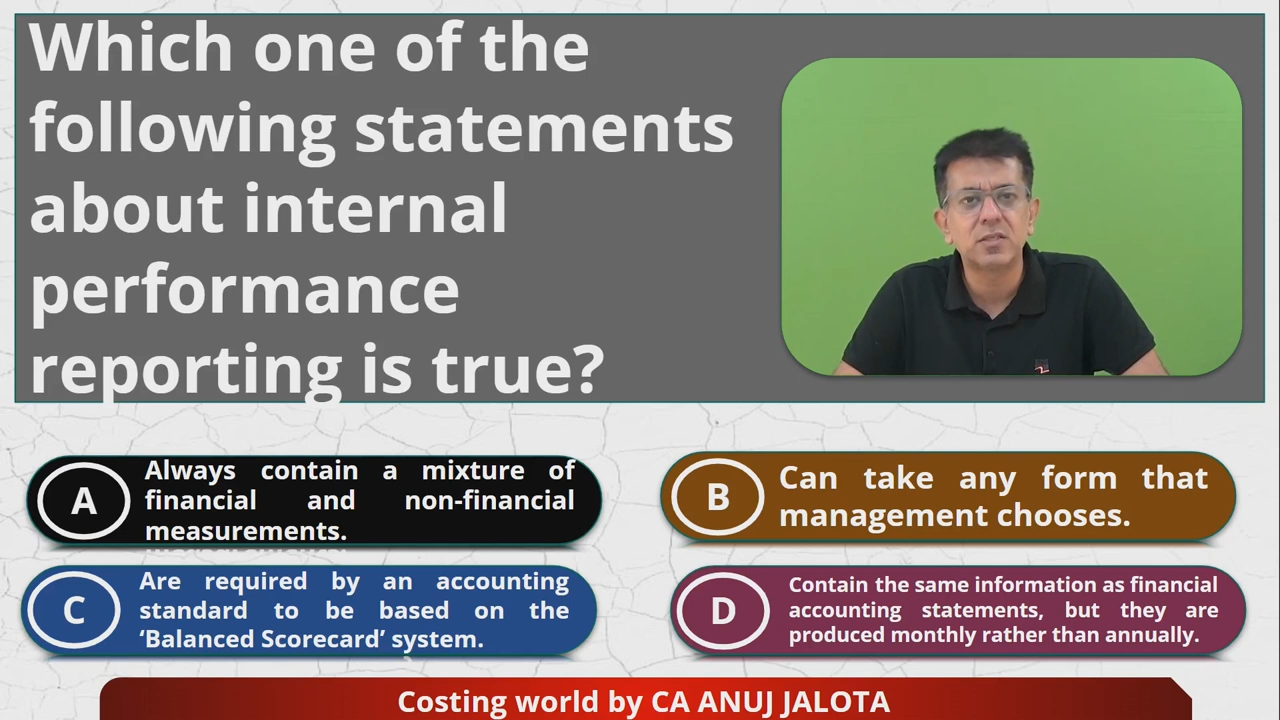 Which one of the
following statements
about internal
performance
reporting is true?
A
Always contain a mixture of
financial and non-financial
measurements.
B
Can take any form that
management chooses.
C
Are required by an accounting
standard to be based on the
‘Balanced Scorecard’ system.
D
Contain the same information as financial
accounting statements, but they are
produced monthly rather than annually.
Costing world by CA ANUJ JALOTA